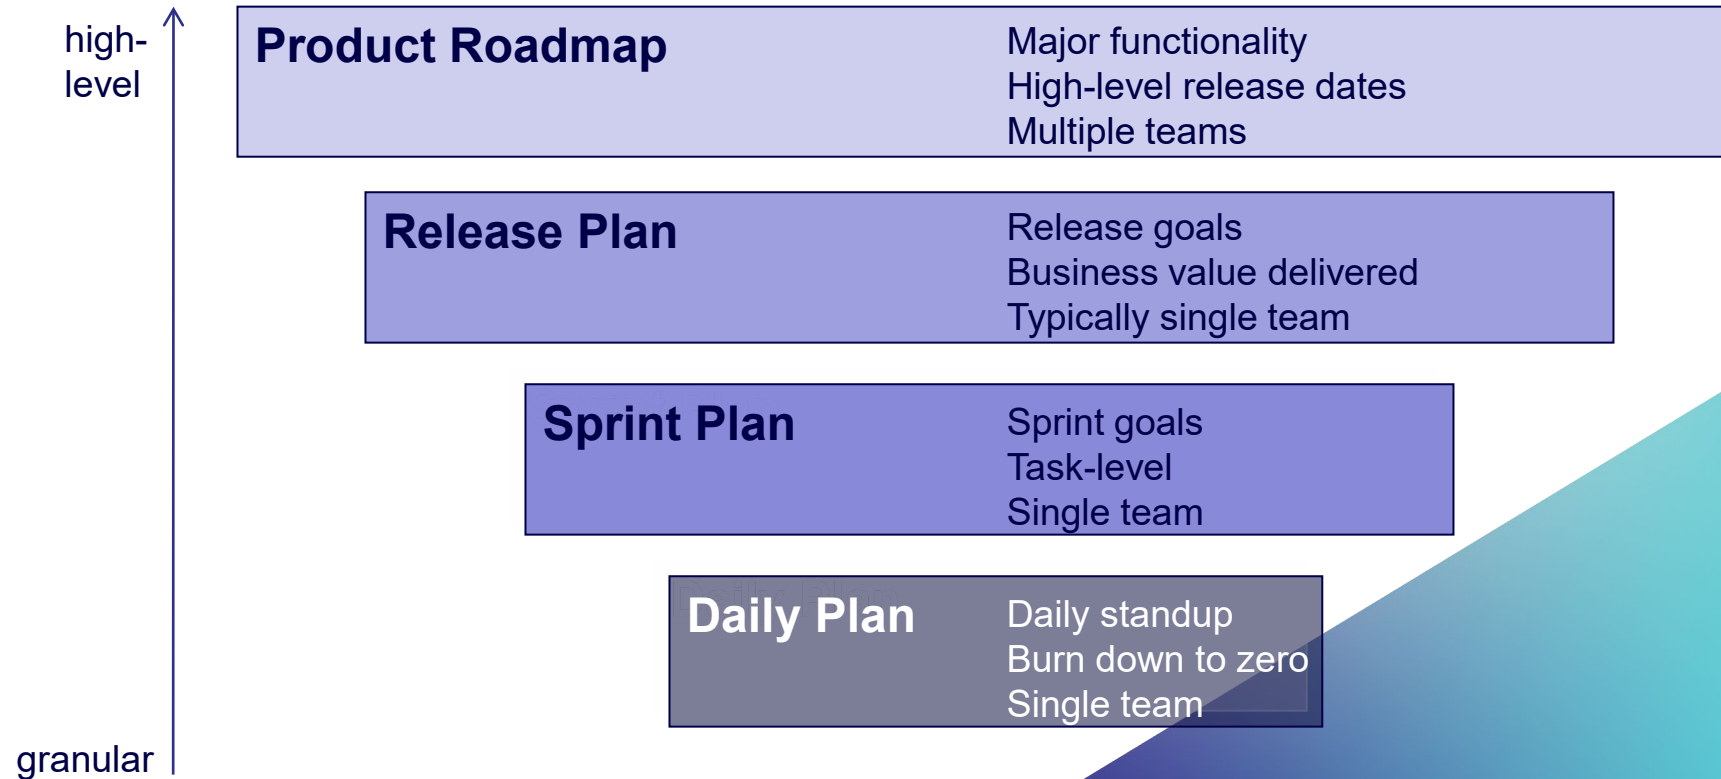 high-
level
Product Roadmap
Major functionality
High-level release dates
Multiple teams
Release Plan
Release goals
Business value delivered
Typically single team
Sprint Plan
Sprint goals
Task-level
Single team
Daily Plan
Daily standup
Burn down to zero
Single team
granular